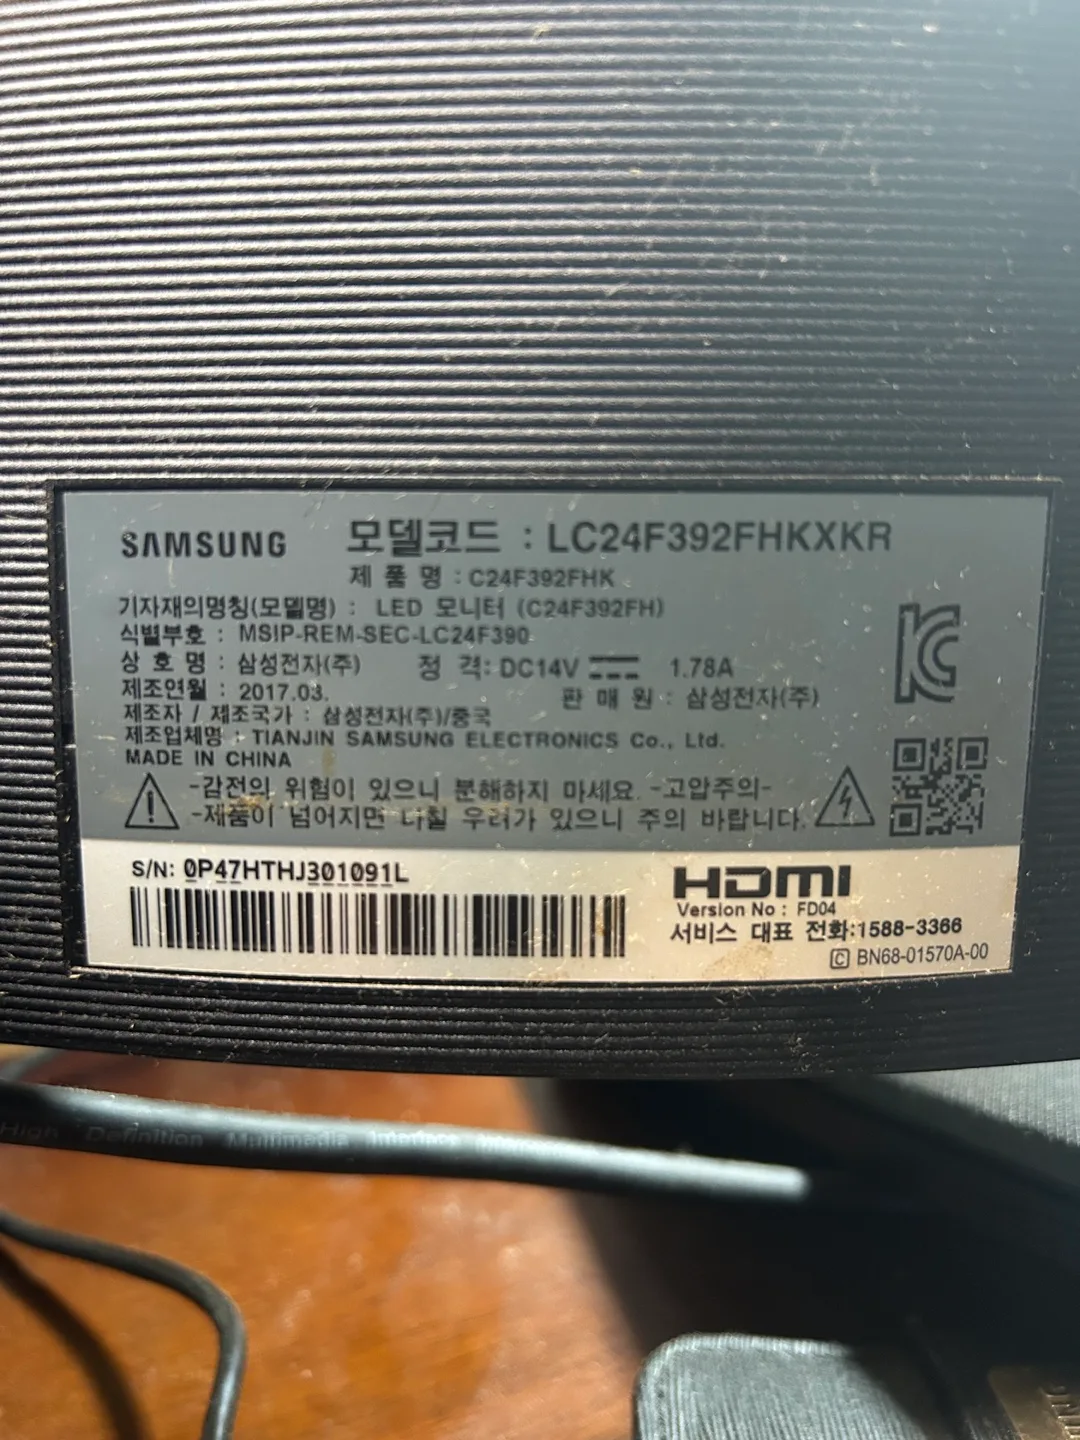 SAMSUNG 모델코드 : LC24F392FHKXKR
제 품 명 : C24F392FHK
기자재의명칭(모델명) : LED 모니터 (C24F392FH)
식별부호 : MSIP-REM-SEC-LC24F390
상 호 명 : 삼성전자(주) 정 격: DC14V 1.78A
제조연월 : 2017.03. 판 매 원 : 삼성전자(주)
제조자 / 제조국가 : 삼성전자(주)/중국
제조업체명 : TIANJIN SAMSUNG ELECTRONICS Co., Ltd.
MADE IN CHINA
-감전의 위험이 있으니 분해하지 마세요. -고압주의-
-제품이 넘어지면 다칠 우려가 있으니 주의 바랍니다.
S/N: 0P47HTHJ301091L
HDMI
Version No : FD04
서비스 대표 전화:1588-3366
C BN68-01570A-00
High Definition Multimedia Interface